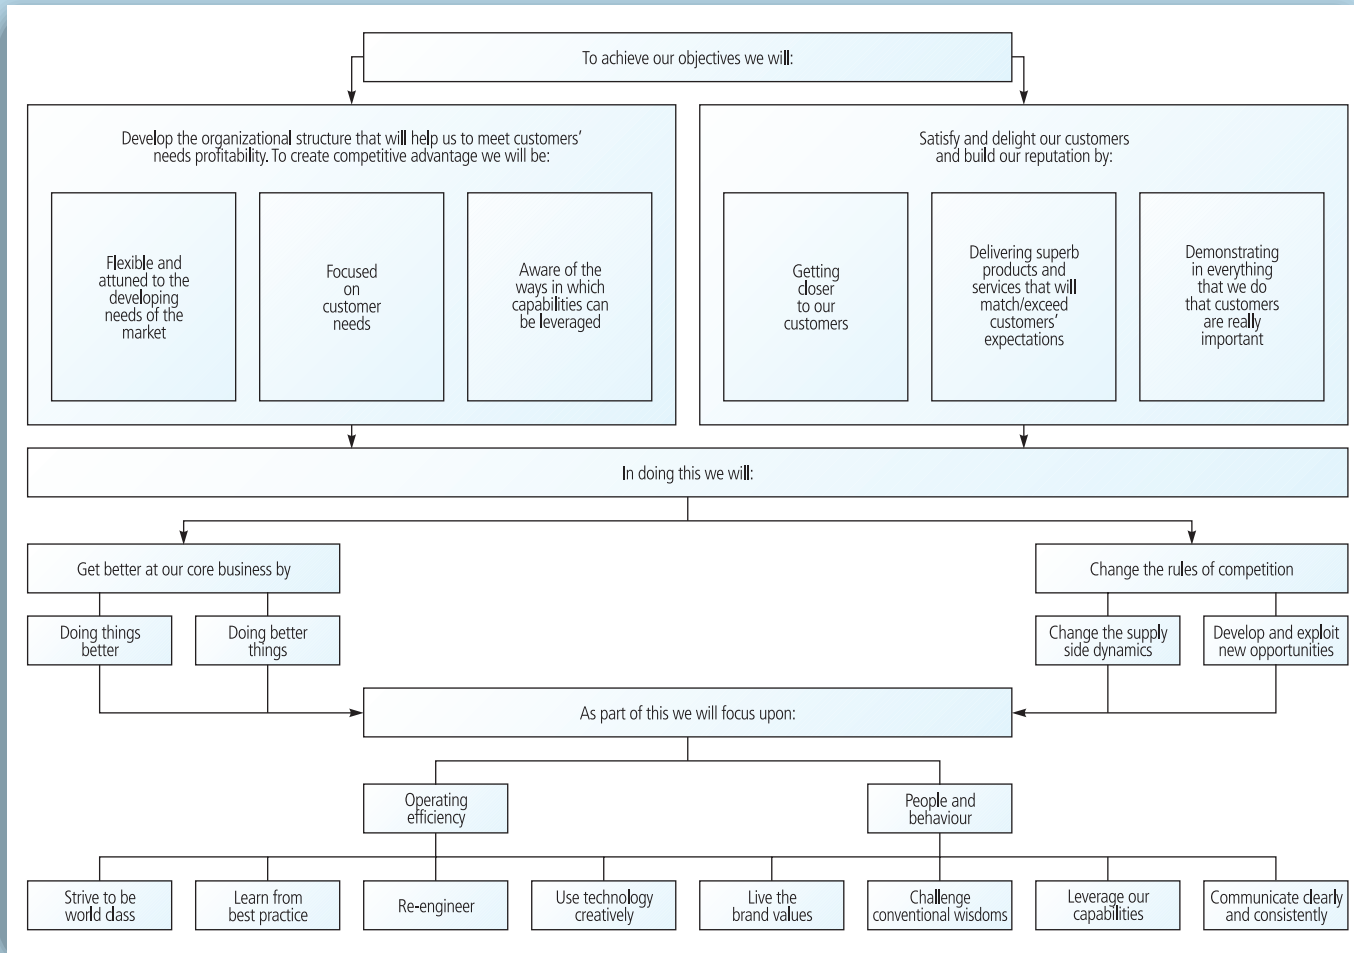 To achieve our objectives we will:
Develop the organizational structure that will help us to meet customers’
needs profitability. To create competitive advantage we will be:
Flexible and
attuned to the
developing
needs of the
market
Focused
on
customer
needs
Aware of the
ways in which
capabilities can
be leveraged
Satisfy and delight our customers
and build our reputation by:
Getting
closer
to our
customers
Delivering superb
products and
services that will
match/exceed
customers’
expectations
Demonstrating
in everything
that we do
that customers
are really
important
In doing this we will:
Get better at our core business by
Doing things
better
Doing better
things
Change the rules of competition
Change the supply
side dynamics
Develop and exploit
new opportunities
As part of this we will focus upon:
Operating
efficiency
People and
behaviour
Strive to be
world class
Learn from
best practice
Re-engineer
Use technology
creatively
Live the
brand values
Challenge
conventional wisdoms
Leverage our
capabilities
Communicate clearly
and consistently